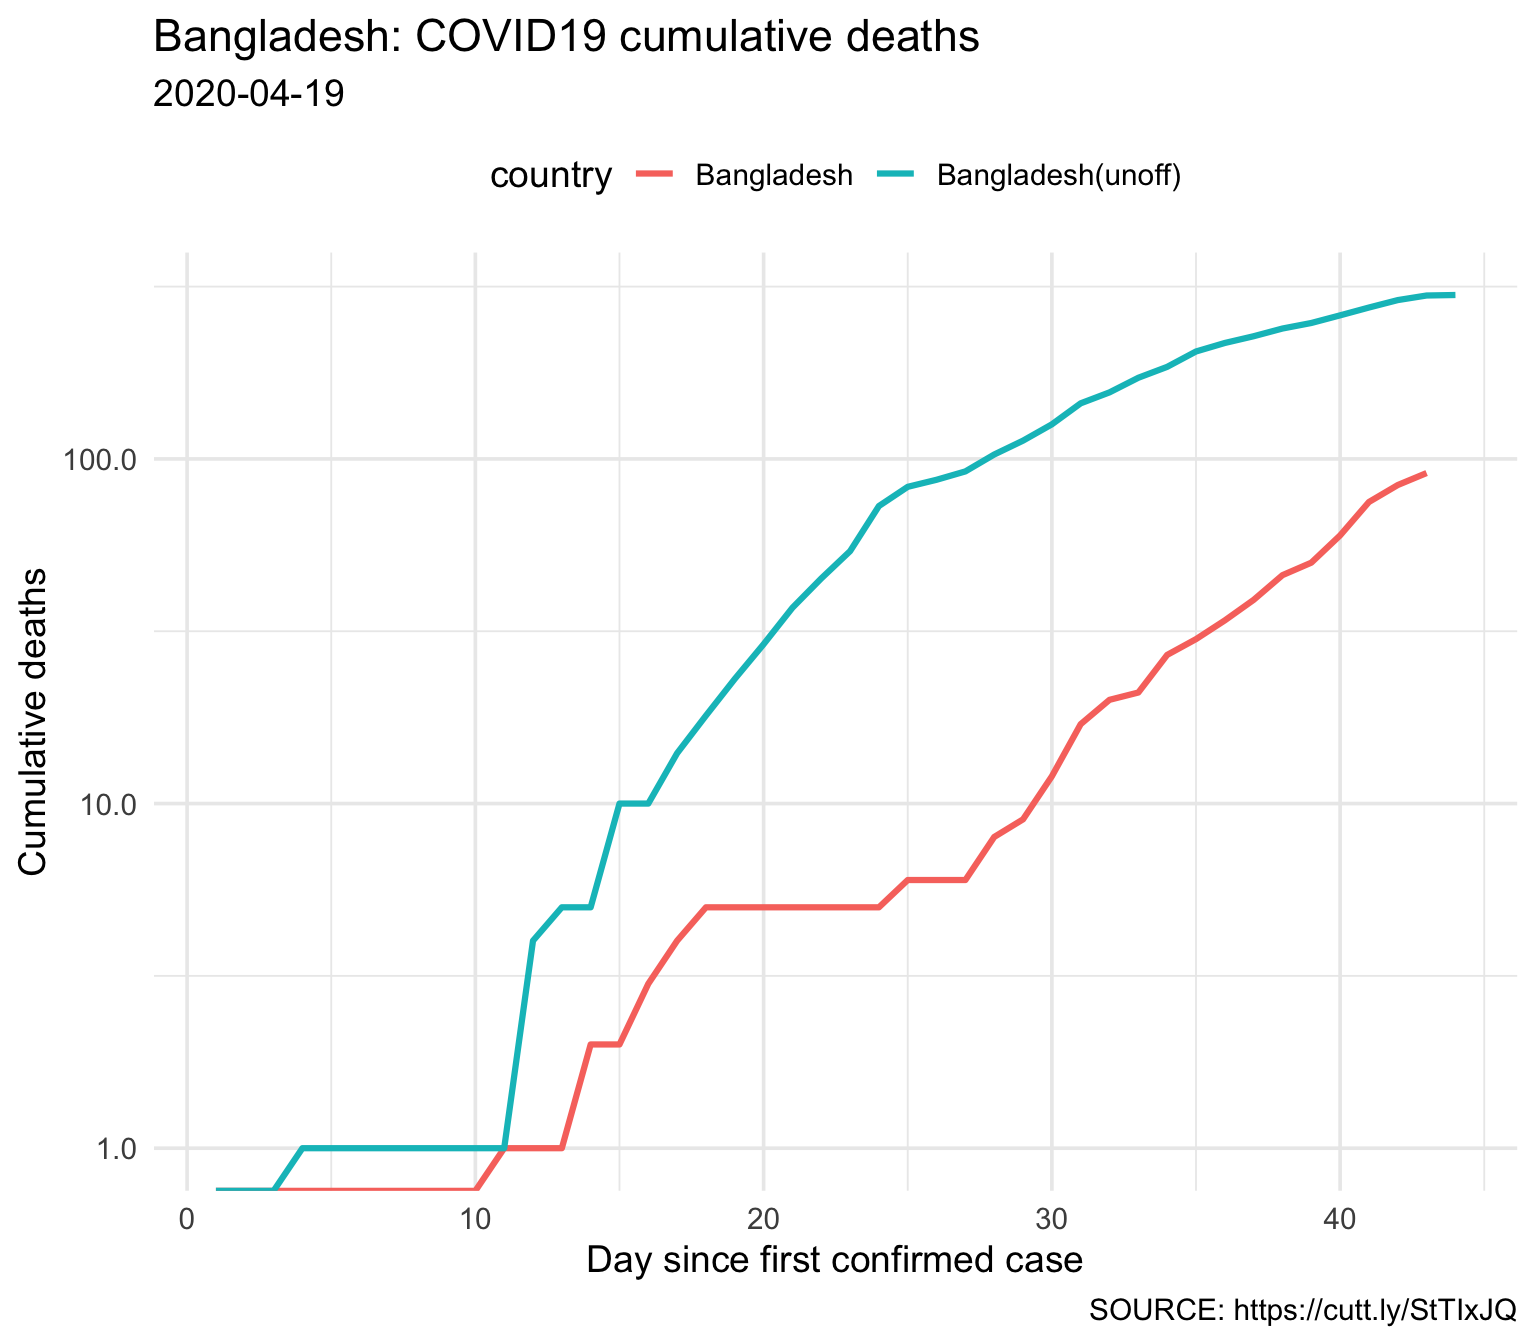 Bangladesh: COVID19 cumulative deaths
2020-04-19
country Bangladesh Bangladesh(unoff)
100.0
10.0
1.0
Cumulative deaths
0 10 20 30 40
Day since first confirmed case
SOURCE: https://cutt.ly/StTIxJQ